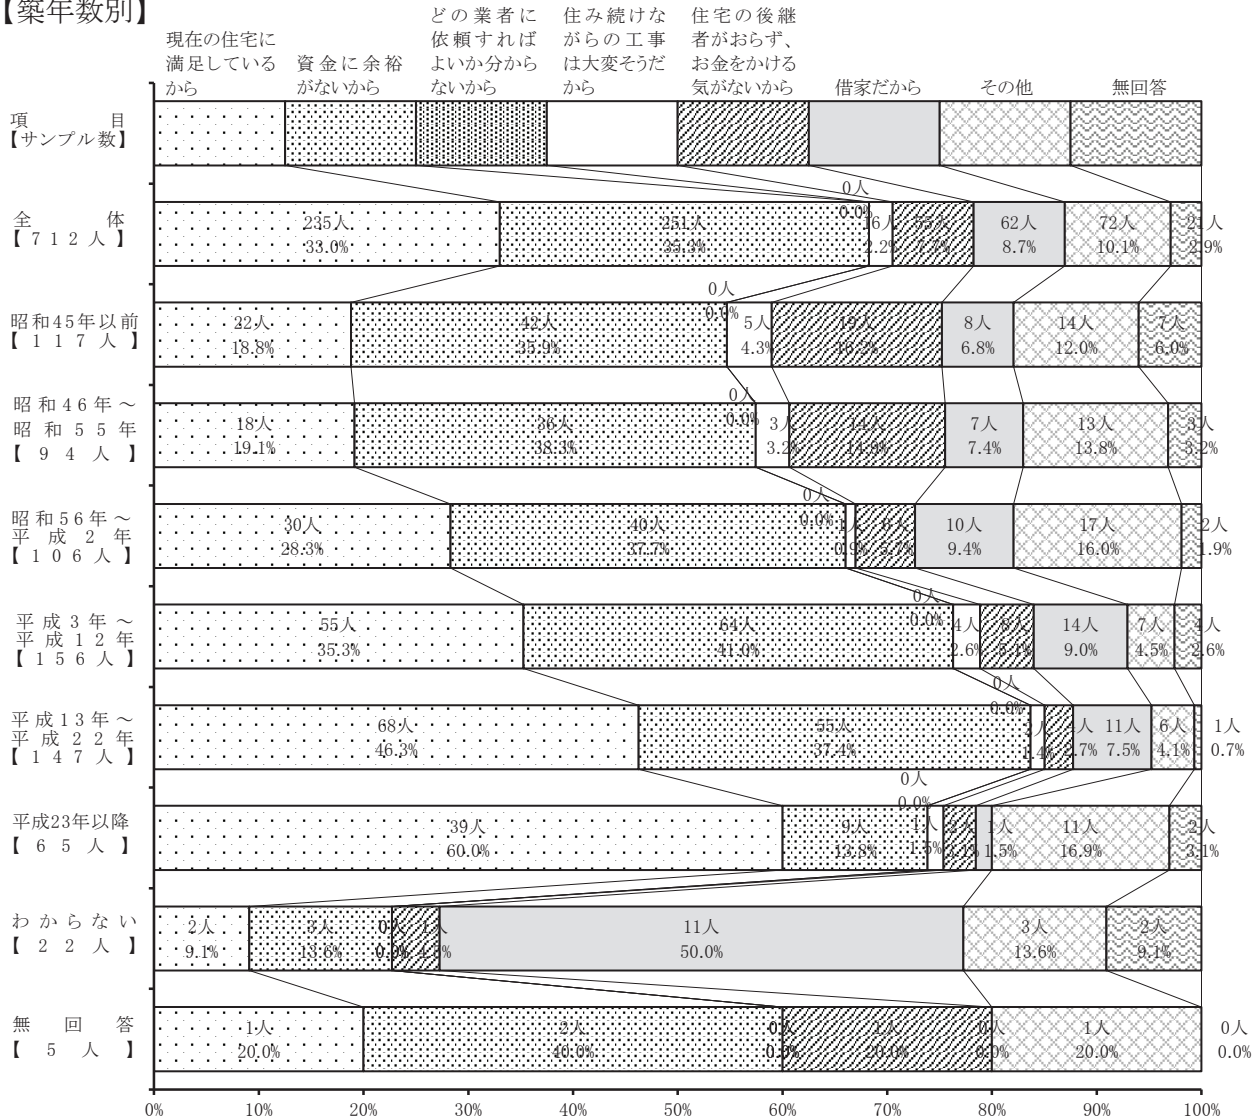 【築年数別】
現在の住宅に
満足している
から
資金に余裕
がないから
どの業者に
依頼すれば
よいか分から
ないから
住み続けな
がらの工事
は大変そうだ
から
住宅の後継
者がおらず、
お金をかける
気がないから
借家だから
その他
無回答
項目
【サンプル数】
全体
【712人】
235人 251人 0人 16人 55人 62人 72人 21人
33.0% 35.3% 0.0% 2.2% 7.7% 8.7% 10.1% 2.9%
昭和45年以前
【117人】
22人 42人 0人 5人 19人 8人 14人 7人
18.8% 35.9% 0.0% 4.3% 16.2% 6.8% 12.0% 6.0%
昭和46年～
昭和55年
【94人】
18人 36人 0人 3人 14人 7人 13人 3人
19.1% 38.3% 0.0% 3.2% 14.9% 7.4% 13.8% 3.2%
昭和56年～
平成2年
【106人】
30人 40人 0人 1人 6人 10人 17人 2人
28.3% 37.7% 0.0% 0.9% 5.7% 9.4% 16.0% 1.9%
平成3年～
平成12年
【156人】
55人 64人 0人 4人 8人 14人 7人 4人
35.3% 41.0% 0.0% 2.6% 5.1% 9.0% 4.5% 2.6%
平成13年～
平成22年
【147人】
68人 55人 0人 2人 4人 11人 6人 1人
46.3% 37.4% 0.0% 1.4% 2.7% 7.5% 4.1% 0.7%
平成23年以降
【65人】
39人 9人 0人 1人 2人 1人 11人 2人
60.0% 13.8% 0.0% 1.5% 3.1% 1.5% 16.9% 3.1%
わからない
【22人】
2人 3人 0人 1人 11人 3人 2人
9.1% 13.6% 0.0% 4.5% 50.0% 13.6% 9.1%
無回答
【5人】
1人 2人 0人 1人 0人 1人 0人
20.0% 40.0% 0.0% 20.0% 0.0% 20.0% 0.0%
0% 10% 20% 30% 40% 50% 60% 70% 80% 90% 100%